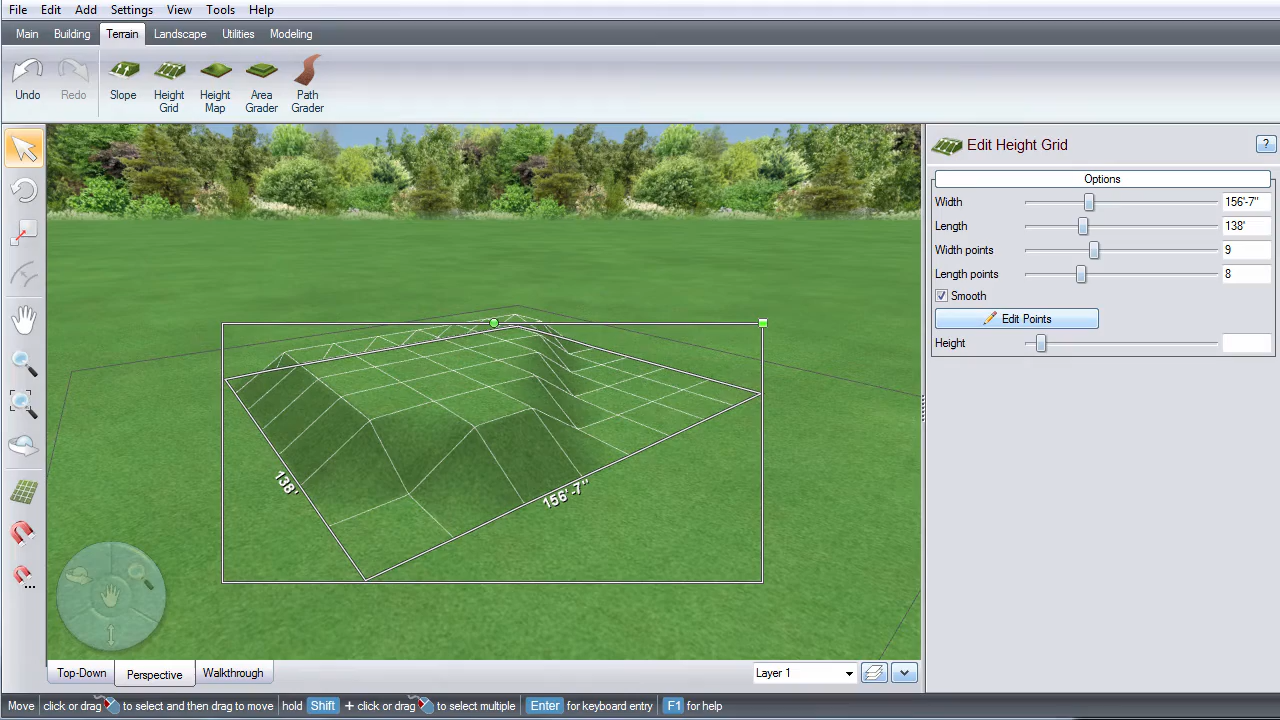 File Edit Add Settings View Tools Help
Main Building Terrain Landscape Utilities Modeling
Undo Redo Slope Height Grid Height Map Area Grader Path Grader
Edit Height Grid ?
Options
Width 156'-7"
Length 138'
Width points 9
Length points 8
Smooth
Edit Points
Height
138'
156'-7"
Top-Down Perspective Walkthrough Layer 1
Move click or drag to select and then drag to move hold Shift + click or drag to select multiple Enter for keyboard entry F1 for help